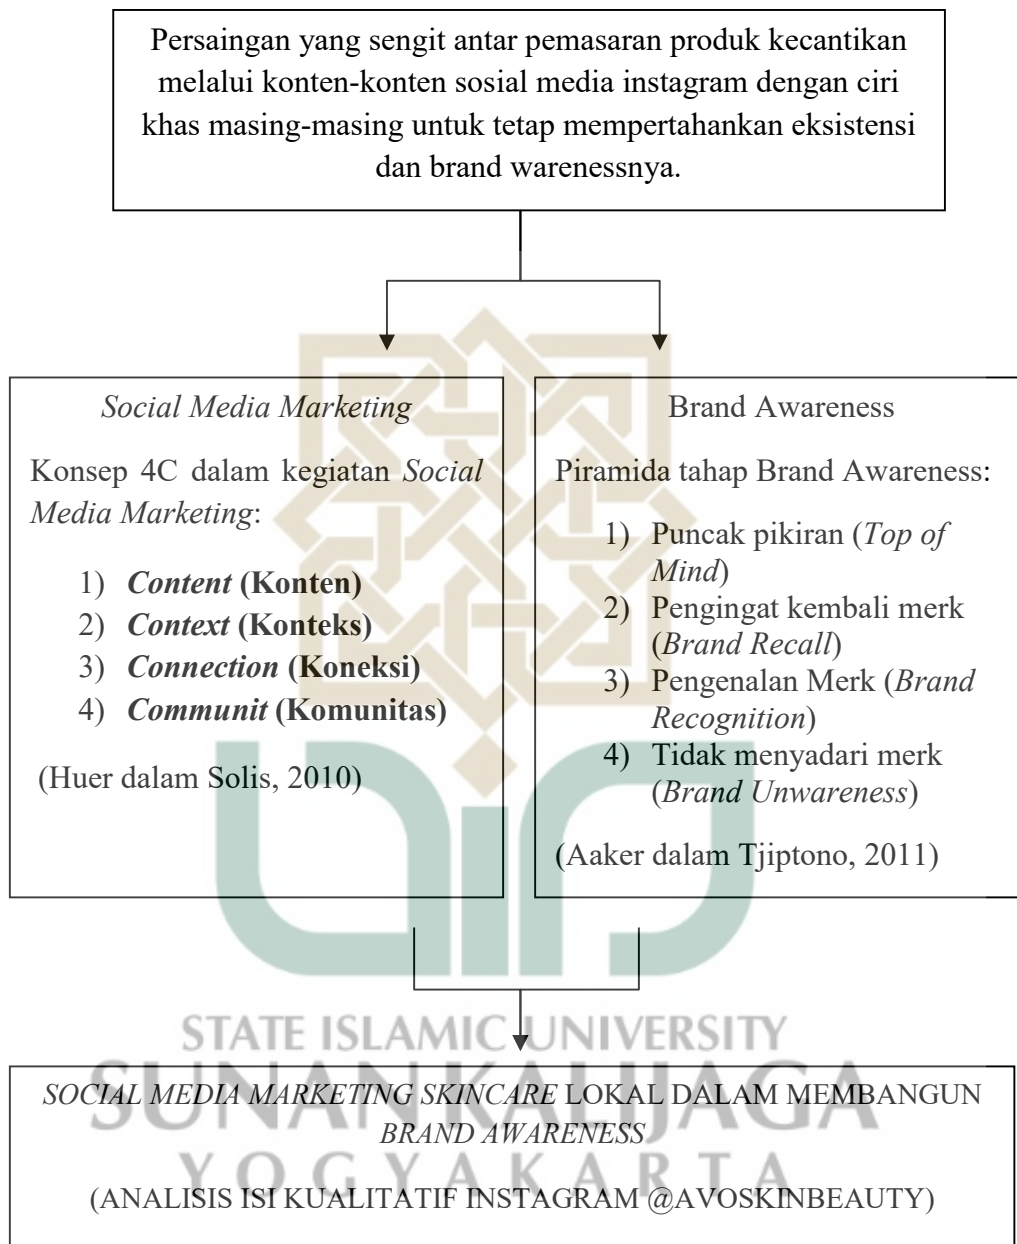 Persaingan yang sengit antar pemasaran produk kecantikan
melalui konten-konten sosial media instagram dengan ciri
khas masing-masing untuk tetap mempertahankan eksistensi
dan brand warenessnya.
Social Media Marketing
Konsep 4C dalam kegiatan Social
Media Marketing:
1) Content (Konten)
2) Context (Konteks)
3) Connection (Koneksi)
4) Communit (Komunitas)
(Huer dalam Solis, 2010)
Brand Awareness
Piramida tahap Brand Awareness:
1) Puncak pikiran (Top of
Mind)
2) Pengingat kembali merk
(Brand Recall)
3) Pengenalan Merk (Brand
Recognition)
4) Tidak menyadari merk
(Brand Unwareness)
(Aaker dalam Tjiptono, 2011)
STATE ISLAMIC UNIVERSITY
SUNAN KALIJAGA
YOGYAKARTA
SOCIAL MEDIA MARKETING SKINCARE LOKAL DALAM MEMBANGUN
BRAND AWARENESS
(ANALISIS ISI KUALITATIF INSTAGRAM @AVOSKINBEAUTY)